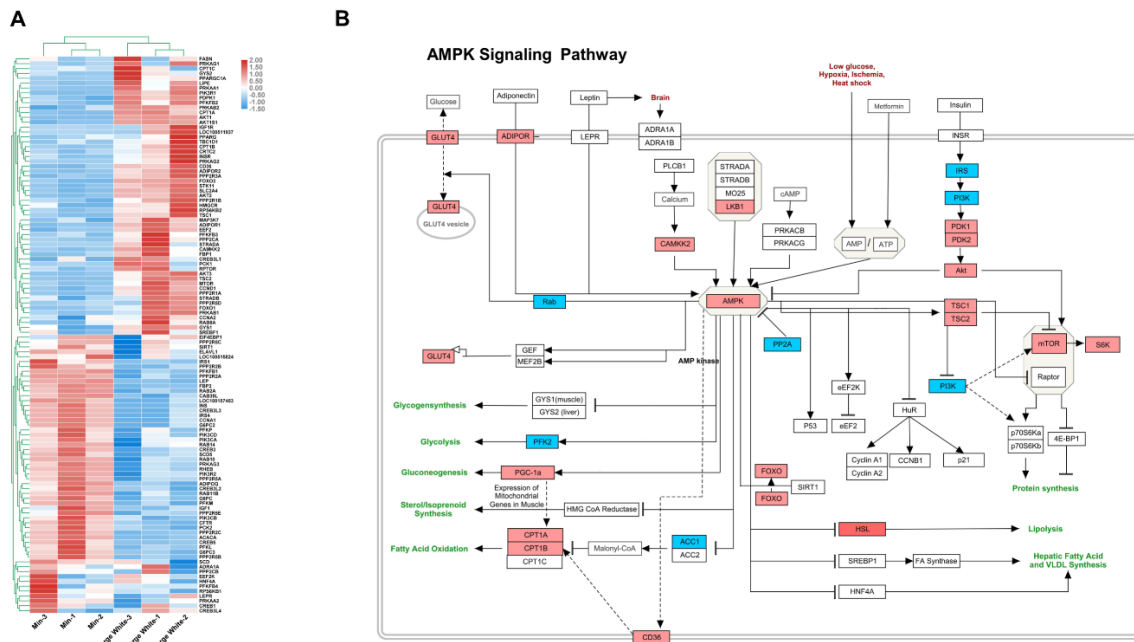 A
B
2.00
1.50
1.00
0.50
0.00
-0.50
-1.00
-1.50
FASN
PRKAG1
CPT1C
GYS2
PPARGC1A
LIPE
PRKAA1
PIK3R1
PDPK1
PFKFB2
PRKAB2
CPT1A
AKT1
AKT1S1
IGF1R
LOC100511937
PPARG
TBC1D1
CPT1B
CRTC2
INSR
PRKAG2
CD36
ADIPOR2
PPP2R3A
FOXO3
STK11
SLC2A4
AKT2
PPP2R1B
HMGCR
RPS6KB2
TSC1
MAP3K7
ADIPOR1
EEF2
PFKFB3
PPP2CA
STRADA
CAMKK2
FBP1
CREB3L1
PCK1
RPTOR
AKT3
TSC2
MTOR
CCND1
PPP2R1A
STRADB
PPP2R5D
FOXO1
PRKAB1
CCNA2
RAB8A
GYS1
SREBF1
EIF4EBP1
PPP2R5C
SIRT1
ELAVL1
LOC100515824
IRS1
PPP2R2B
PFKFB1
PPP2R2A
LEP
FBP2
RAB2A
CAB39L
LOC100157403
INS
CREB3L3
IRS4
CCNA1
G6PC2
PFKP
PIK3CD
PIK3CA
RAB14
CREB3
SCD5
RAB10
PRKAG3
RHEB
PIK3R2
PPP2R5A
ADIPOQ
CREB3L2
RAB11B
G6PC
PFKM
IGF1
PPP2R5E
PIK3CB
CFTR
PCK2
PPP2R2C
ACACA
CREB5
PFKL
G6PC3
PPP2R5B
SCD
ADRA1A
PPP2CB
EEF2K
HNF4A
PFKFB4
RPS6KB1
LEPR
PRKAA2
CREB1
CREB3L4
Min-3
Min-1
Min-2
rge White-3
rge White-1
rge White-2
AMPK Signaling Pathway
Low glucose,
Hypoxia, Ischemia,
Heat shock
Glucose
Adiponectin
Leptin
Brain
Metformin
Insulin
GLUT4
ADIPOR
LEPR
ADRA1A
ADRA1B
INSR
PLCB1
Calcium
STRADA
STRADB
MO25
LKB1
cAMP
IRS
PI3K
GLUT4
GLUT4 vesicle
CAMKK2
PRKACB
PRKACG
AMP / ATP
PDK1
PDK2
Akt
Rab
AMPK
TSC1
TSC2
GLUT4
GEF
MEF2B
AMP kinase
PP2A
mTOR
S6K
Raptor
PI3K
eEF2K
eEF2
P53
HuR
Glycogensynthesis
GYS1(muscle)
GYS2 (liver)
p70S6Ka
p70S6Kb
4E-BP1
Glycolysis
PFK2
Cyclin A1
Cyclin A2
CCNB1
p21
Gluconeogenesis
PGC-1a
FOXO
FOXO
SIRT1
Protein synthesis
Expression of
Mitochondrial
Genes in Muscle
Sterol/Isoprenoid
Synthesis
HMG CoA Reductase
HSL
Lipolysis
Fatty Acid Oxidation
CPT1A
CPT1B
CPT1C
Malonyl-CoA
ACC1
ACC2
SREBP1
FA Synthase
Hepatic Fatty Acid
and VLDL Synthesis
HNF4A
CD36